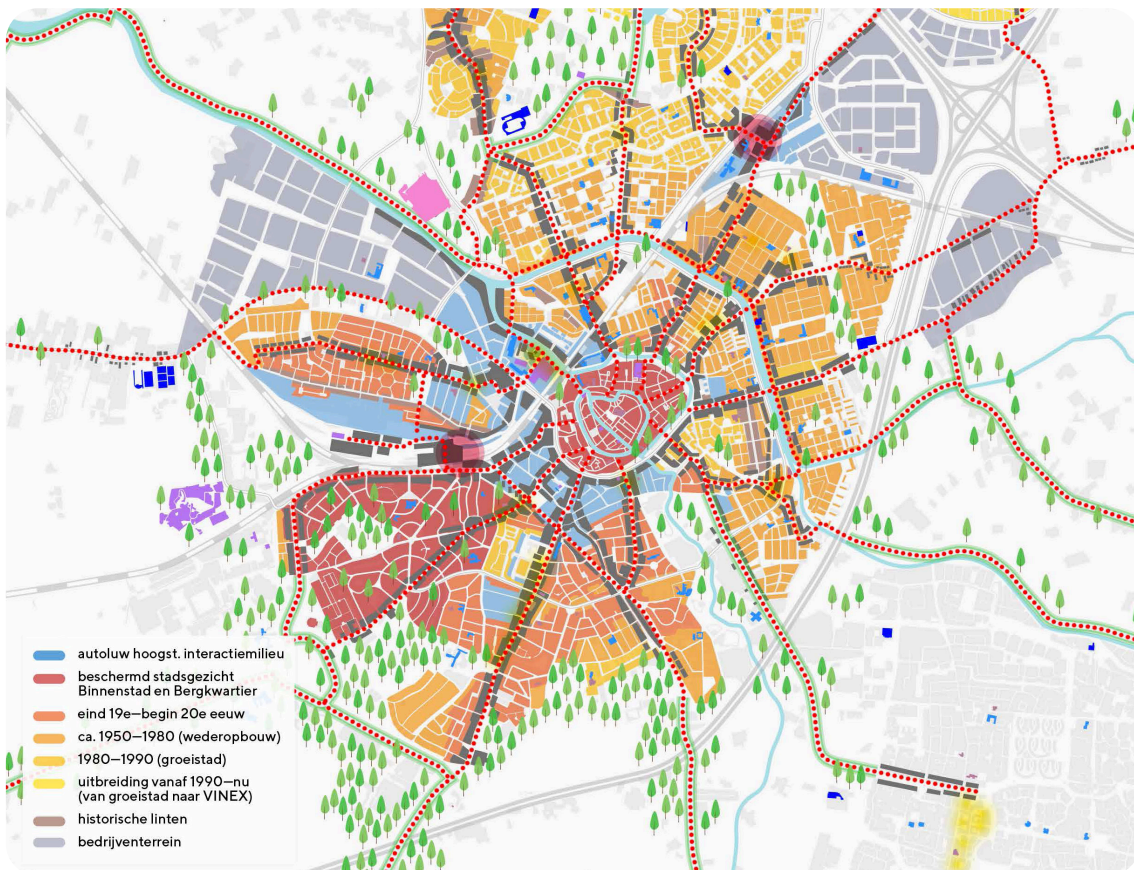 autoluw hoogst. interactiemilieu
beschermd stadsgezicht
Binnenstad en Bergkwartier
eind 19e—begin 20e eeuw
ca. 1950—1980 (wederopbouw)
1980—1990 (groeistad)
uitbreiding vanaf 1990—nu
(van groeistad naar VINEX)
historische linten
bedrijventerrein